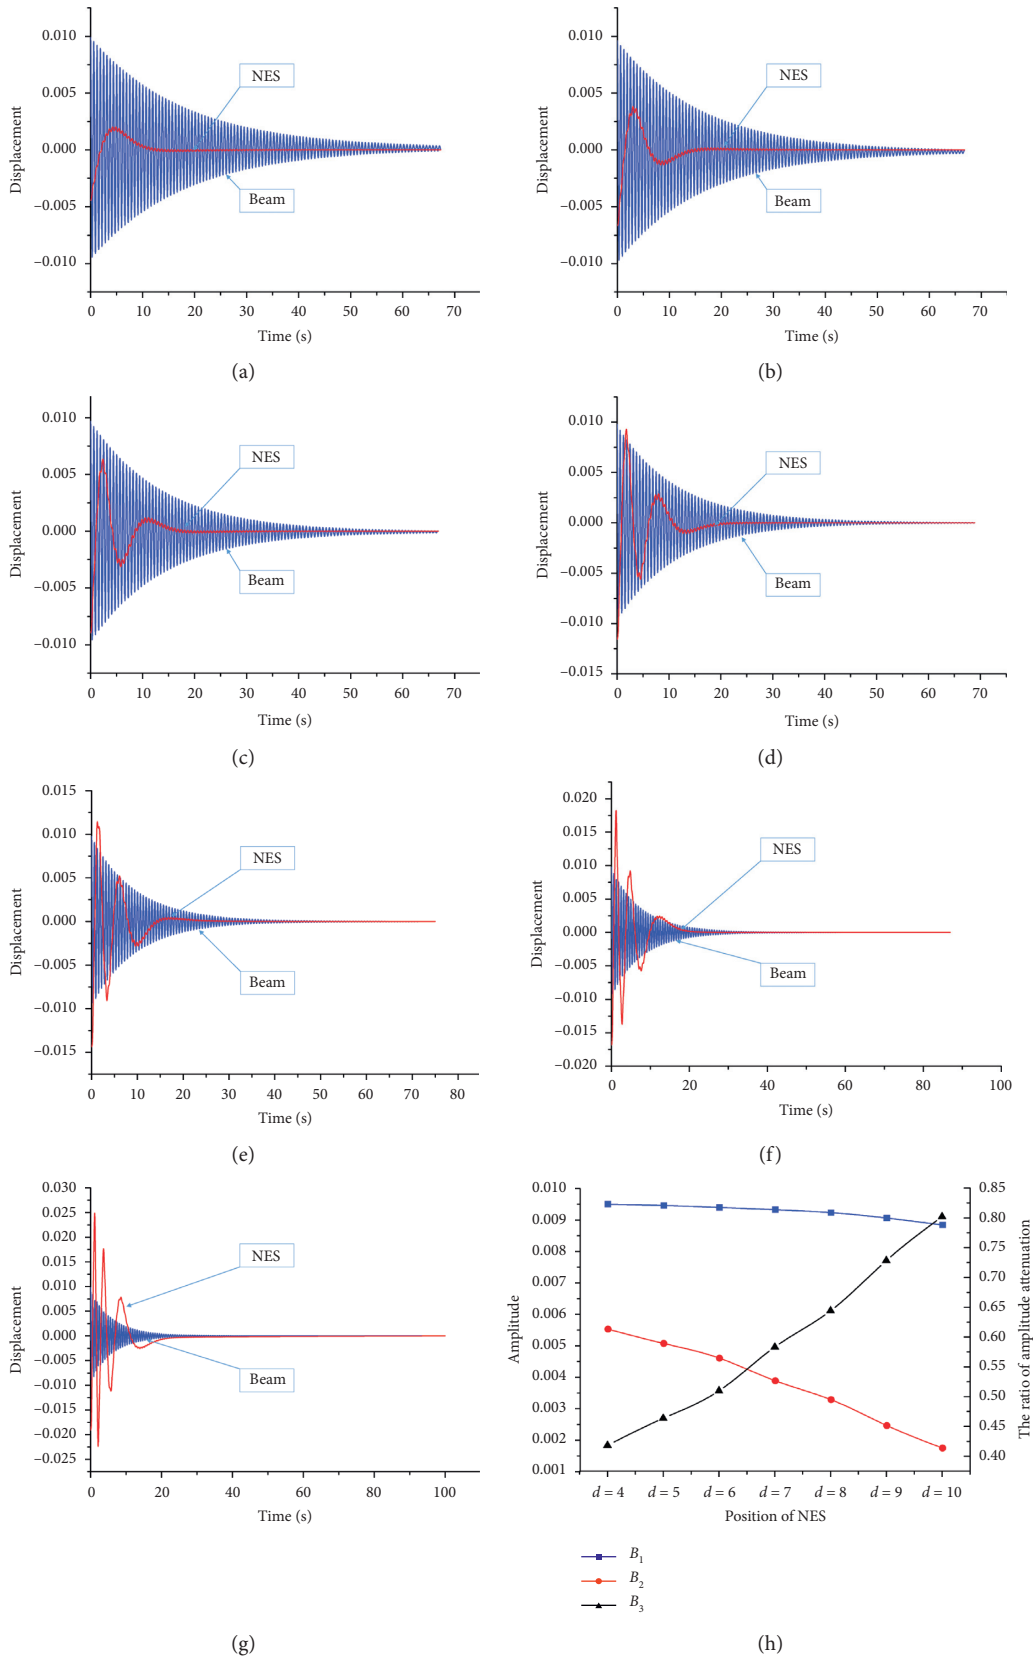 0.010
0.005
0.000
−0.005
−0.010
Displacement
NES
Beam
0 10 20 30 40 50 60 70
Time (s)
(a)
0.010
0.005
0.000
−0.005
−0.010
Displacement
NES
Beam
0 10 20 30 40 50 60 70
Time (s)
(b)
0.010
0.005
0.000
−0.005
−0.010
Displacement
NES
Beam
0 10 20 30 40 50 60 70
Time (s)
(c)
0.010
0.005
0.000
−0.005
−0.010
−0.015
Displacement
NES
Beam
0 10 20 30 40 50 60 70
Time (s)
(d)
0.015
0.010
0.005
0.000
−0.005
−0.010
−0.015
Displacement
NES
Beam
0 10 20 30 40 50 60 70 80
Time (s)
(e)
0.020
0.015
0.010
0.005
0.000
−0.005
−0.010
−0.015
−0.020
Displacement
NES
Beam
0 20 40 60 80 100
Time (s)
(f)
0.030
0.025
0.020
0.015
0.010
0.005
0.000
−0.005
−0.010
−0.015
−0.020
−0.025
Displacement
NES
Beam
0 20 40 60 80 100
Time (s)
(g)
0.010
0.009
0.008
0.007
0.006
0.005
0.004
0.003
0.002
0.001
Amplitude
0.85
0.80
0.75
0.70
0.65
0.60
0.55
0.50
0.45
0.40
The ratio of amplitude attenuation
d = 4 d = 5 d = 6 d = 7 d = 8 d = 9 d = 10
Position of NES
B1
B2
B3
(h)